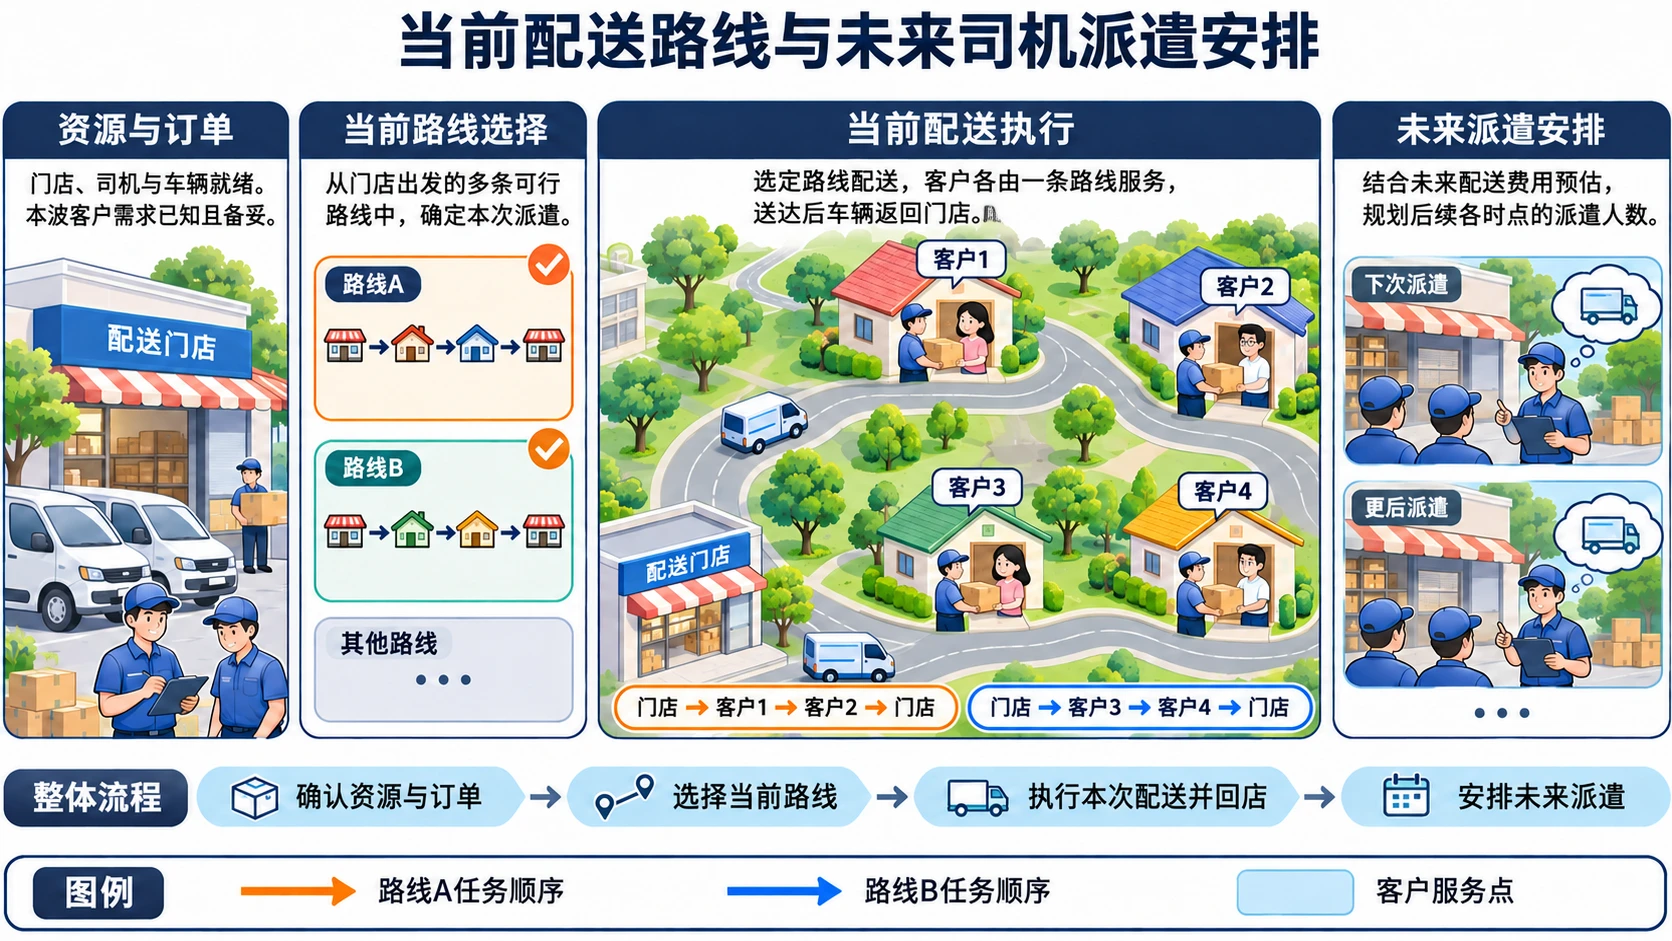 当前配送路线与未来司机派遣安排
资源与订单
门店、司机与车辆就绪。
本波客户需求已知且备妥。
配送门店
当前路线选择
从门店出发的多条可行
路线中，确定本次派遣。
路线A
路线B
其他路线
当前配送执行
选定路线配送，客户各由一条路线服务，
送达后车辆返回门店。
客户1
客户2
客户3
客户4
配送门店
门店→客户1→客户2→门店
门店→客户3→客户4→门店
未来派遣安排
结合未来配送费用预估，
规划后续各时点的派遣人数。
下次派遣
更后派遣
整体流程
确认资源与订单
选择当前路线
执行本次配送并回店
安排未来派遣
图例
路线A任务顺序
路线B任务顺序
客户服务点